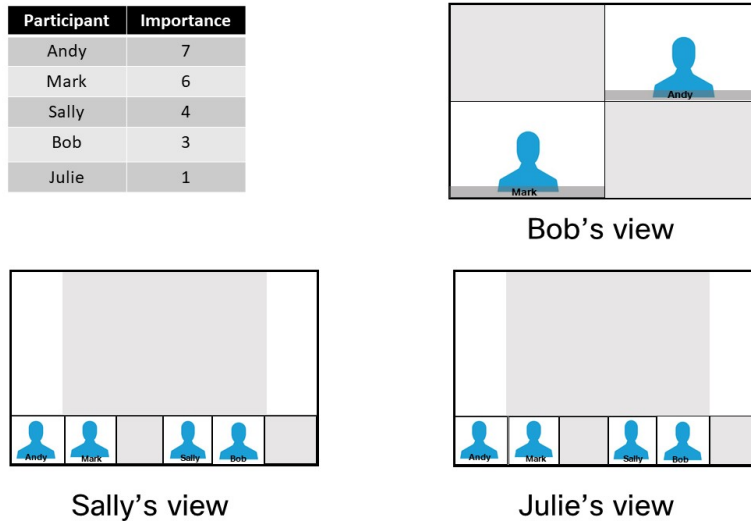 Participant Importance
Andy 7
Mark 6
Sally 4
Bob 3
Julie 1
Andy
Mark
Bob's view
Andy Mark Sally Bob
Sally's view
Andy Mark Sally Bob
Julie's view